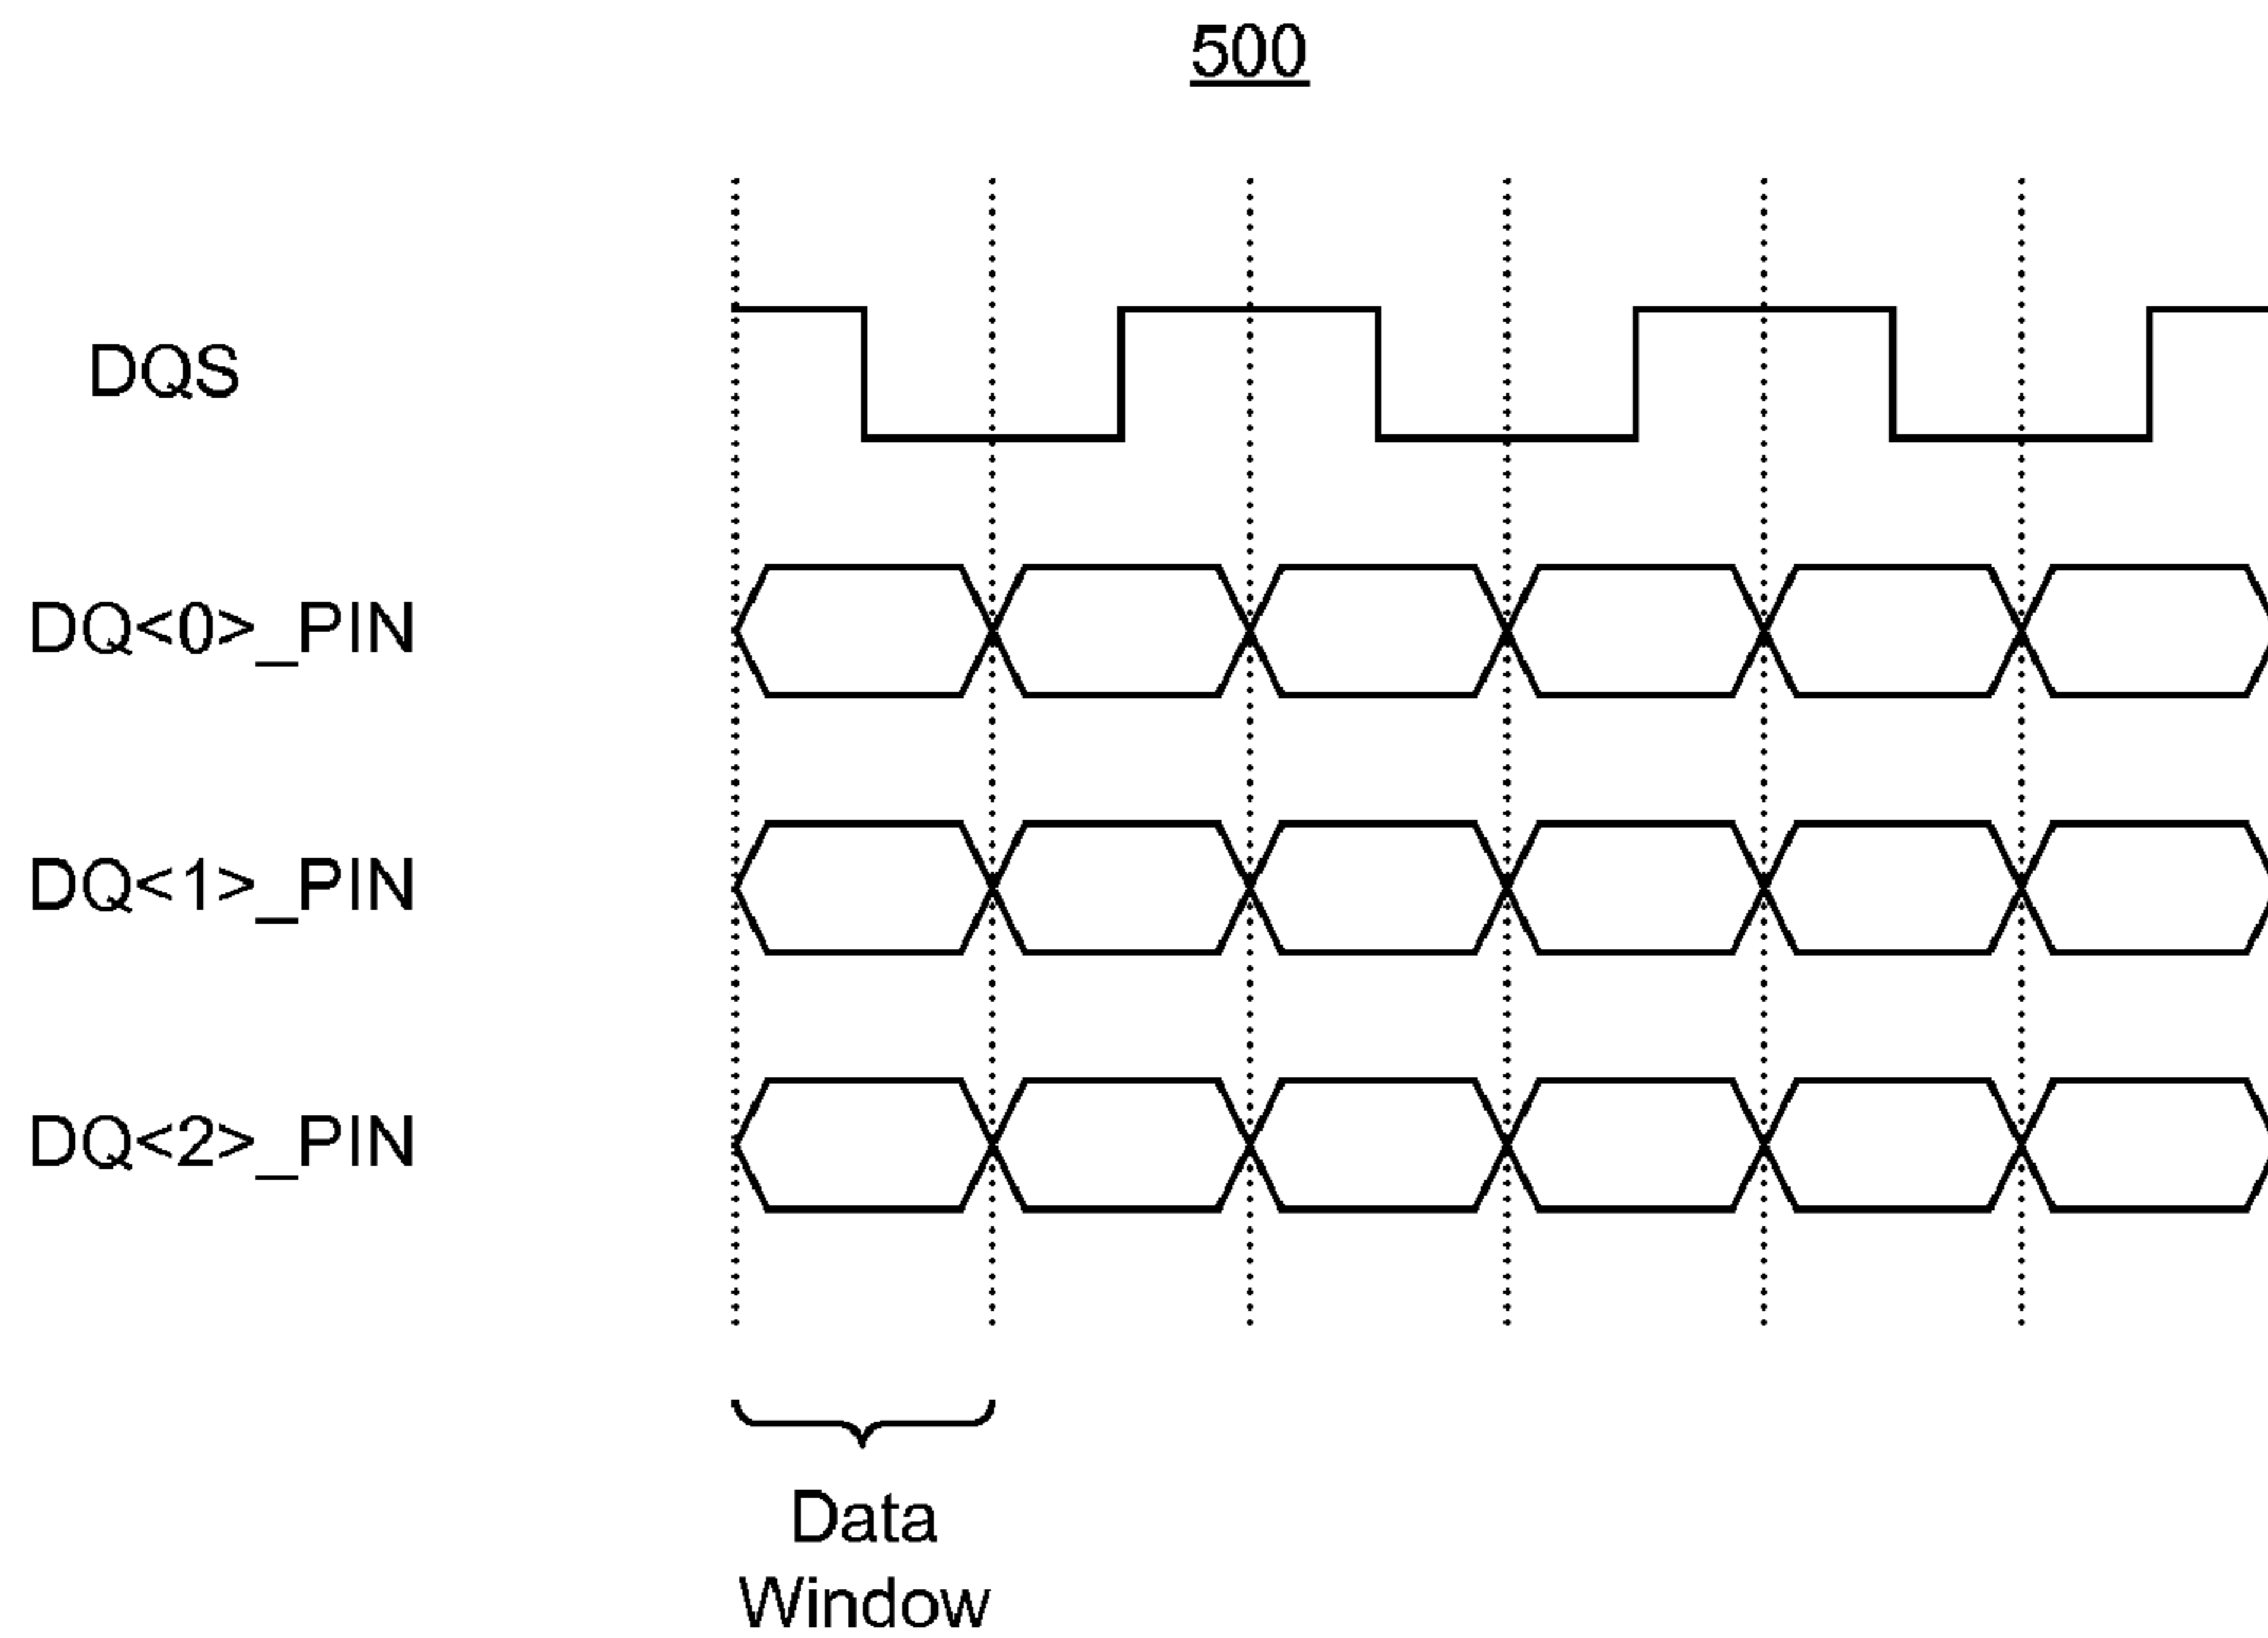 500
DQS
DQ<0>_PIN
DQ<1>_PIN
DQ<2>_PIN
Data
Window